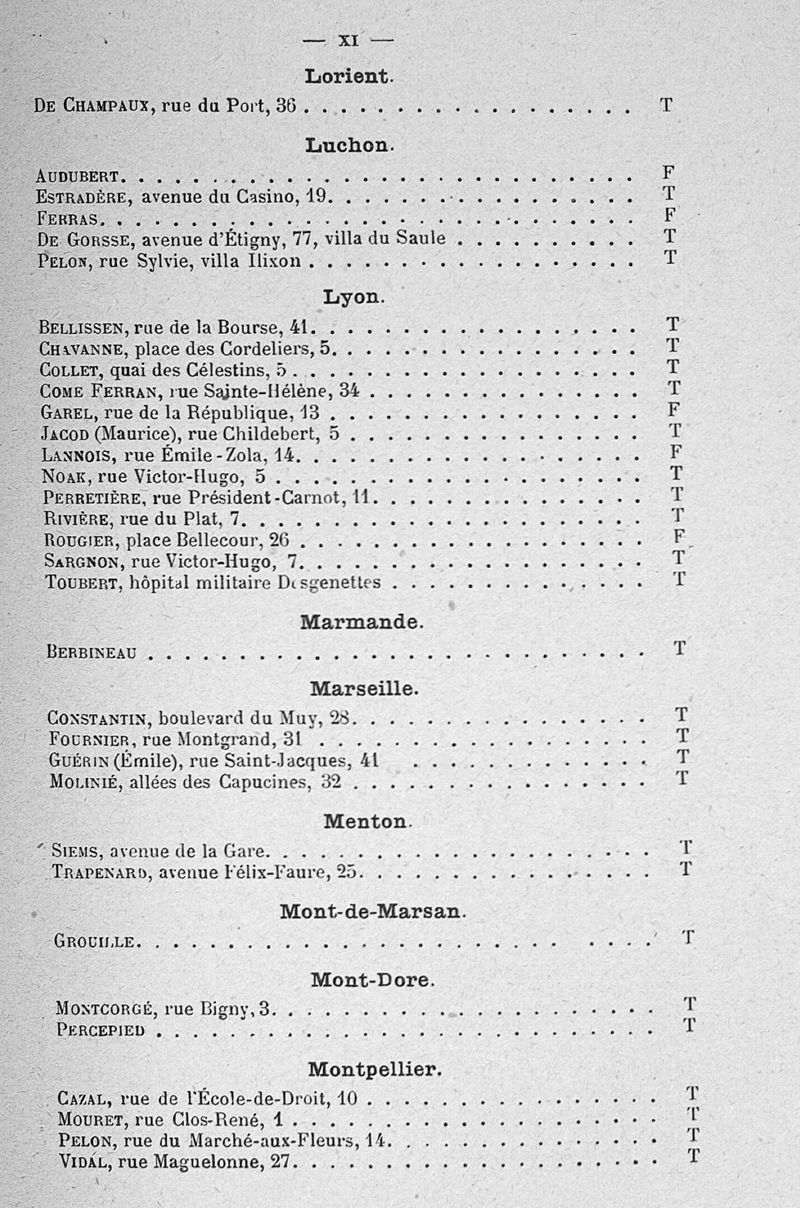 — XI —
Lorient.
DE CHAMPAUX, rue du Port, 36 . . . . . . . . . . . . . . . . . . T
Luchon.
AUDUBERT. . . . . . . . . . . . . . . . . . . . . . . . . . . . F
ESTRADÈRE, avenue du Casino, 19. . . . . . . . . . . . . . . . . T
FERRAS. . . . . . . . . . . . . . . . . . . . . . . . . . . . . F
DE GORSSE, avenue d'Étigny, 77, villa du Saule . . . . . . . . . . T
PELON, rue Sylvie, villa Ilixon . . . . . . . . . . . . . . . . . . T
Lyon.
BELLISSEN, rue de la Bourse, 41. . . . . . . . . . . . . . . . . . T
CHAVANNE, place des Cordeliers, 5. . . . . . . . . . . . . . . . . T
COLLET, quai des Célestins, 5 . . . . . . . . . . . . . . . . . . . T
COME FERRAN, rue Sainte-Hélène, 34 . . . . . . . . . . . . . . . T
GAREL, rue de la République, 13 . . . . . . . . . . . . . . . . . F
JACOD (Maurice), rue Childebert, 5 . . . . . . . . . . . . . . . . T
LANNOIS, rue Émile-Zola, 14. . . . . . . . . . . . . . . . . . . F
NOAK, rue Victor-Hugo, 5 . . . . . . . . . . . . . . . . . . . . T
PERRETIÈRE, rue Président-Carnot, 11. . . . . . . . . . . . . . . T
RIVIÈRE, rue du Plat, 7. . . . . . . . . . . . . . . . . . . . . . T
ROUGIER, place Bellecour, 26 . . . . . . . . . . . . . . . . . . . F
SARGNON, rue Victor-Hugo, 7. . . . . . . . . . . . . . . . . . . T
TOUBERT, hôpital militaire Desgenettes . . . . . . . . . . . . . . T
Marmande.
BERBINEAU . . . . . . . . . . . . . . . . . . . . . . . . . . . T
Marseille.
CONSTANTIN, boulevard du Muy, 28. . . . . . . . . . . . . . . . T
FOURNIER, rue Montgrand, 31 . . . . . . . . . . . . . . . . . . T
GUÉRIN (Émile), rue Saint-Jacques, 41 . . . . . . . . . . . . . T
MOLINIÉ, allées des Capucines, 32 . . . . . . . . . . . . . . . . T
Menton.
SIEMS, avenue de la Gare. . . . . . . . . . . . . . . . . . . . . T
TRAPENARD, avenue Félix-Faure, 25. . . . . . . . . . . . . . . . T
Mont-de-Marsan.
GROUILLE. . . . . . . . . . . . . . . . . . . . . . . . . . . . T
Mont-Dore.
MONTCORGÉ, rue Bigny, 3. . . . . . . . . . . . . . . . . . . . . T
PERCEPIED . . . . . . . . . . . . . . . . . . . . . . . . . . . T
Montpellier.
CAZAL, rue de l'École-de-Droit, 10 . . . . . . . . . . . . . . . . T
MOURET, rue Clos-René, 1 . . . . . . . . . . . . . . . . . . . . T
PELON, rue du Marché-aux-Fleurs, 14. . . . . . . . . . . . . . . T
VIDAL, rue Maguelonne, 27. . . . . . . . . . . . . . . . . . . . T